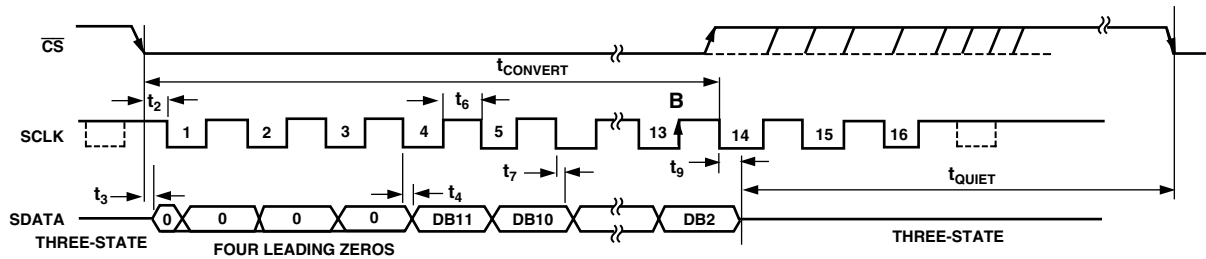 CS
tCONVERT
t2
t6
B
SCLK
1
2
3
4
5
13
14
15
16
t3
t4
t7
t9
tQUIET
SDATA
0
0
0
0
DB11
DB10
DB2
THREE-STATE
FOUR LEADING ZEROS
THREE-STATE